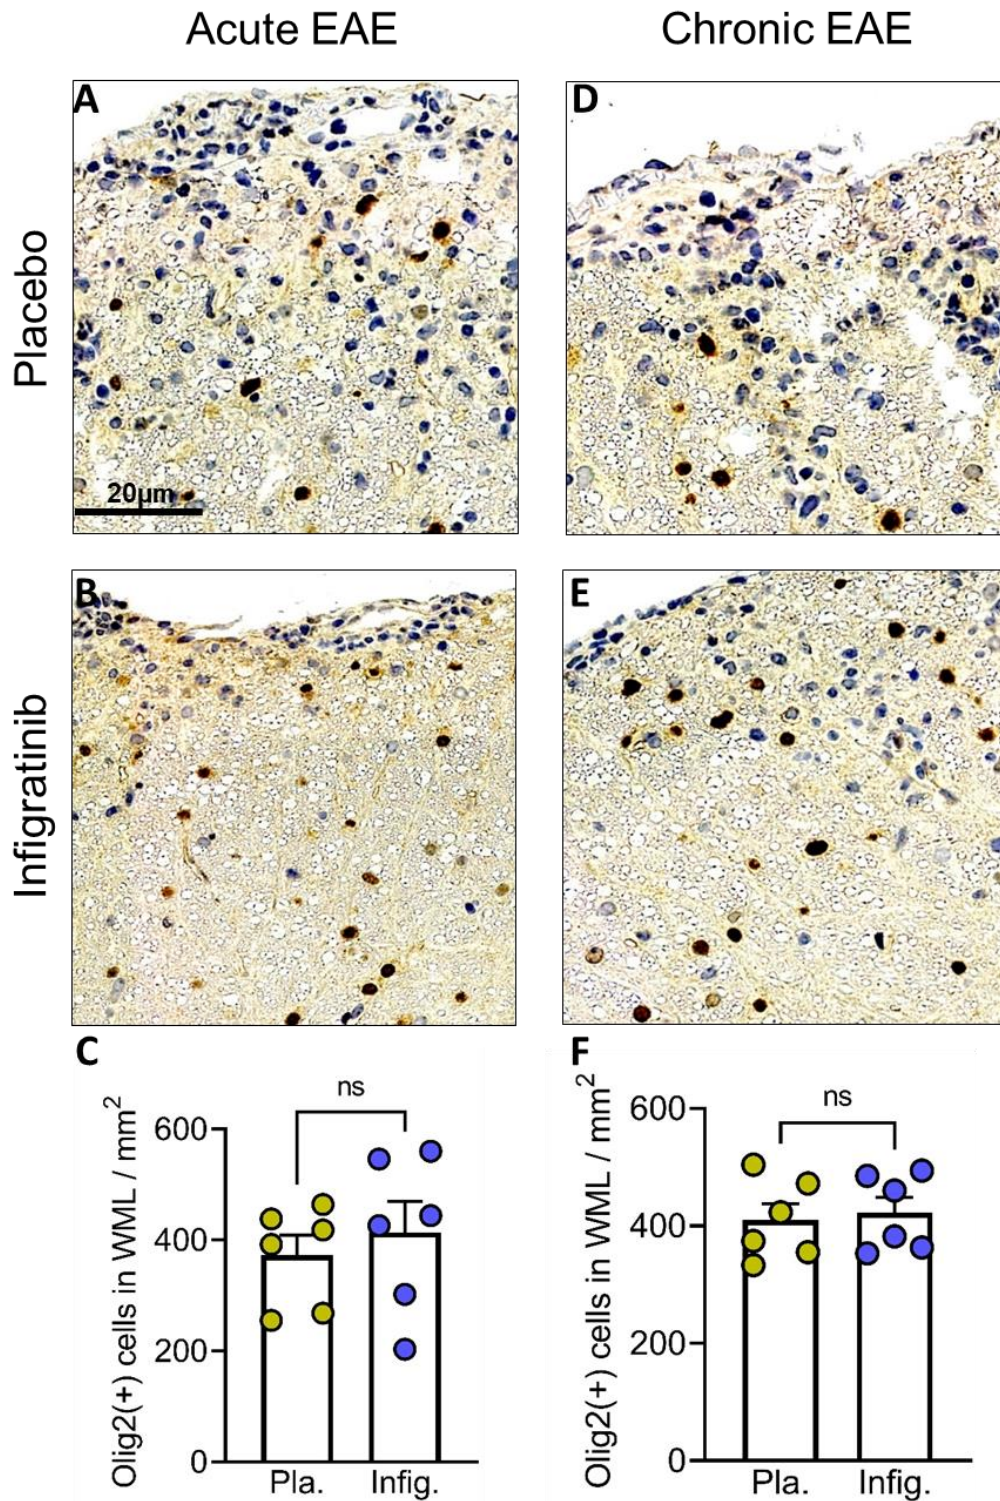 Acute EAE
Chronic EAE
Placebo
A
20µm
D
Infigratinib
B
E
C
Olig2(+) cells in WML / mm²
600
400
200
0
ns
Pla.
Infig.
F
Olig2(+) cells in WML / mm²
600
400
200
0
ns
Pla.
Infig.